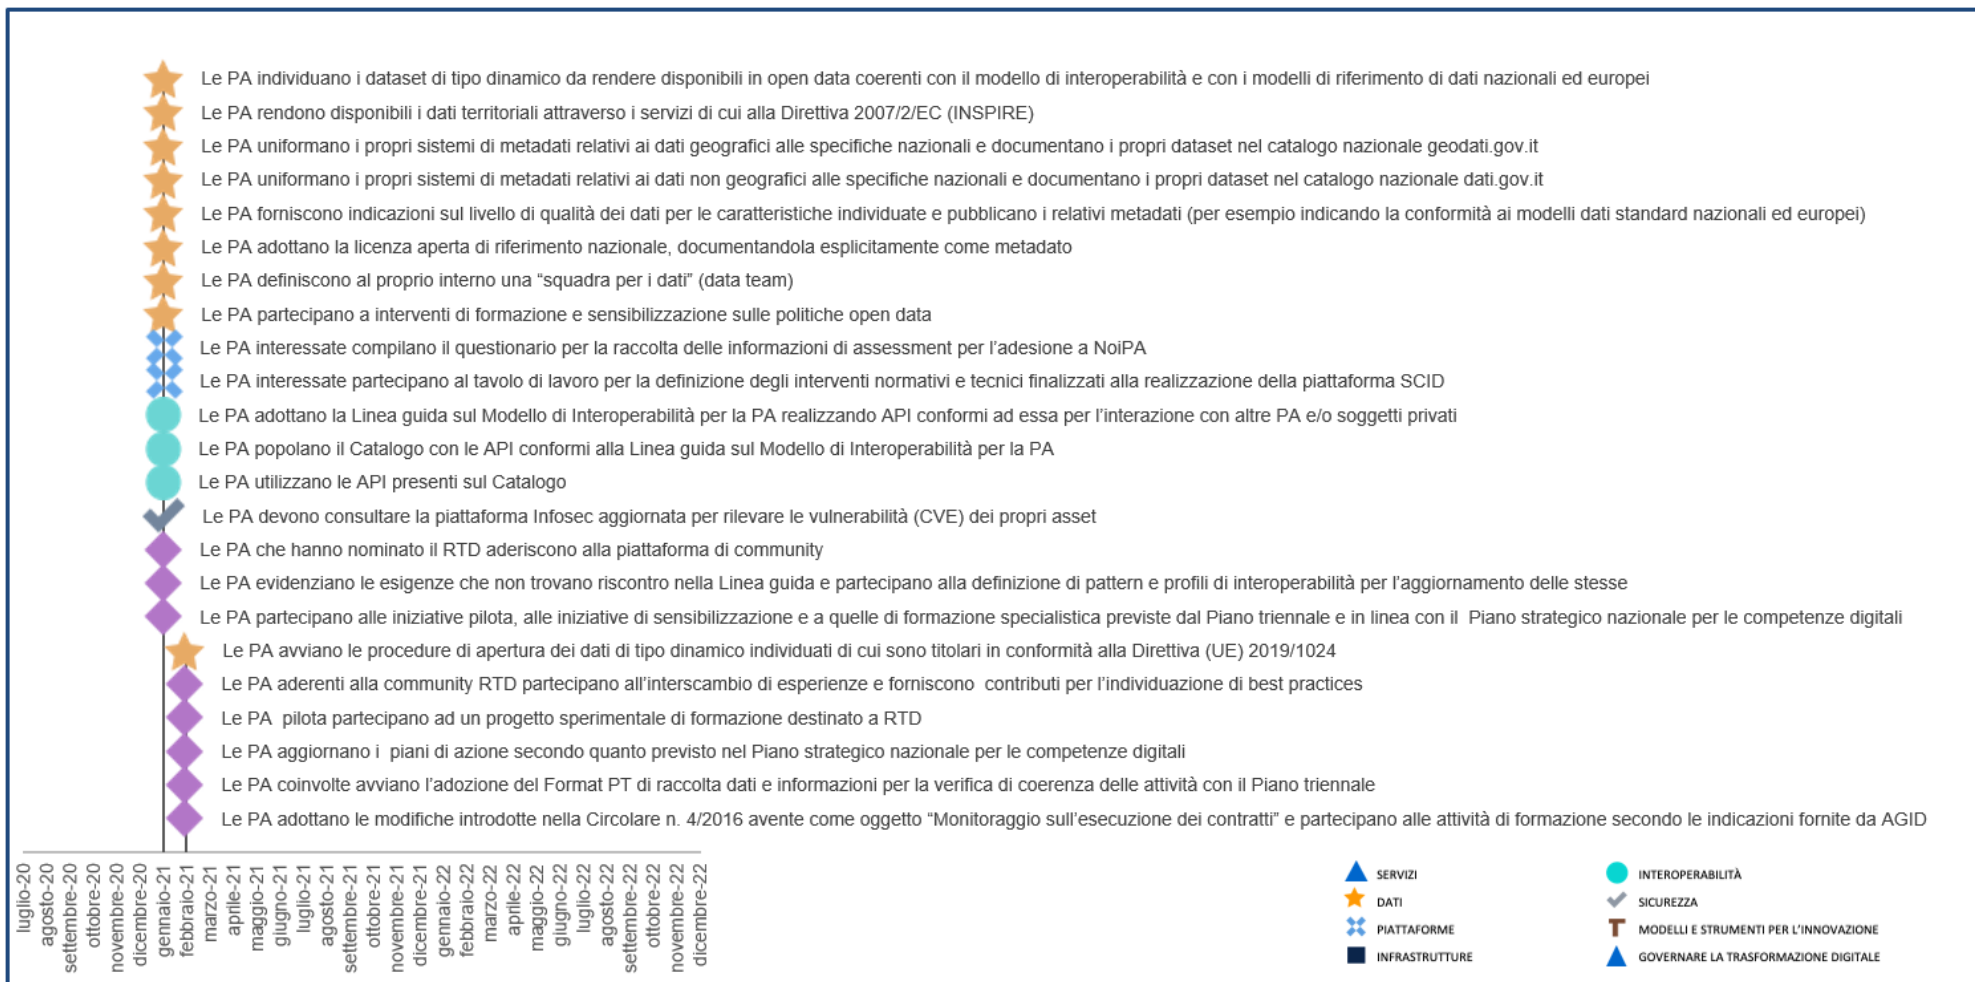 Le PA individuano i dataset di tipo dinamico da rendere disponibili in open data coerenti con il modello di interoperabilità e con i modelli di riferimento di dati nazionali ed europei
Le PA rendono disponibili i dati territoriali attraverso i servizi di cui alla Direttiva 2007/2/EC (INSPIRE)
Le PA uniformano i propri sistemi di metadati relativi ai dati geografici alle specifiche nazionali e documentano i propri dataset nel catalogo nazionale geodati.gov.it
Le PA uniformano i propri sistemi di metadati relativi ai dati non geografici alle specifiche nazionali e documentano i propri dataset nel catalogo nazionale dati.gov.it
Le PA forniscono indicazioni sul livello di qualità dei dati per le caratteristiche individuate e pubblicano i relativi metadati (per esempio indicando la conformità ai modelli dati standard nazionali ed europei)
Le PA adottano la licenza aperta di riferimento nazionale, documentandola esplicitamente come metadato
Le PA definiscono al proprio interno una “squadra per i dati” (data team)
Le PA partecipano a interventi di formazione e sensibilizzazione sulle politiche open data
Le PA interessate compilano il questionario per la raccolta delle informazioni di assessment per l’adesione a NoiPA
Le PA interessate partecipano al tavolo di lavoro per la definizione degli interventi normativi e tecnici finalizzati alla realizzazione della piattaforma SCID
Le PA adottano la Linea guida sul Modello di Interoperabilità per la PA realizzando API conformi ad essa per l’interazione con altre PA e/o soggetti privati
Le PA popolano il Catalogo con le API conformi alla Linea guida sul Modello di Interoperabilità per la PA
Le PA utilizzano le API presenti sul Catalogo
Le PA devono consultare la piattaforma Infosec aggiornata per rilevare le vulnerabilità (CVE) dei propri asset
Le PA che hanno nominato il RTD aderiscono alla piattaforma di community
Le PA evidenziano le esigenze che non trovano riscontro nella Linea guida e partecipano alla definizione di pattern e profili di interoperabilità per l’aggiornamento delle stesse
Le PA partecipano alle iniziative pilota, alle iniziative di sensibilizzazione e a quelle di formazione specialistica previste dal Piano triennale e in linea con il Piano strategico nazionale per le competenze digitali
Le PA avviano le procedure di apertura dei dati di tipo dinamico individuati di cui sono titolari in conformità alla Direttiva (UE) 2019/1024
Le PA aderenti alla community RTD partecipano all’interscambio di esperienze e forniscono contributi per l’individuazione di best practices
Le PA pilota partecipano ad un progetto sperimentale di formazione destinato a RTD
Le PA aggiornano i piani di azione secondo quanto previsto nel Piano strategico nazionale per le competenze digitali
Le PA coinvolte avviano l’adozione del Format PT di raccolta dati e informazioni per la verifica di coerenza delle attività con il Piano triennale
Le PA adottano le modifiche introdotte nella Circolare n. 4/2016 avente come oggetto “Monitoraggio sull’esecuzione dei contratti” e partecipano alle attività di formazione secondo le indicazioni fornite da AGID
luglio-20
agosto-20
settembre-20
ottobre-20
novembre-20
dicembre-20
gennaio-21
febbraio-21
marzo-21
aprile-21
maggio-21
giugno-21
luglio-21
agosto-21
settembre-21
ottobre-21
novembre-21
dicembre-21
gennaio-22
febbraio-22
marzo-22
aprile-22
maggio-22
giugno-22
luglio-22
agosto-22
settembre-22
ottobre-22
novembre-22
dicembre-22
SERVIZI
DATI
PIATTAFORME
INFRASTRUTTURE
INTEROPERABILITÀ
SICUREZZA
MODELLI E STRUMENTI PER L’INNOVAZIONE
GOVERNARE LA TRASFORMAZIONE DIGITALE